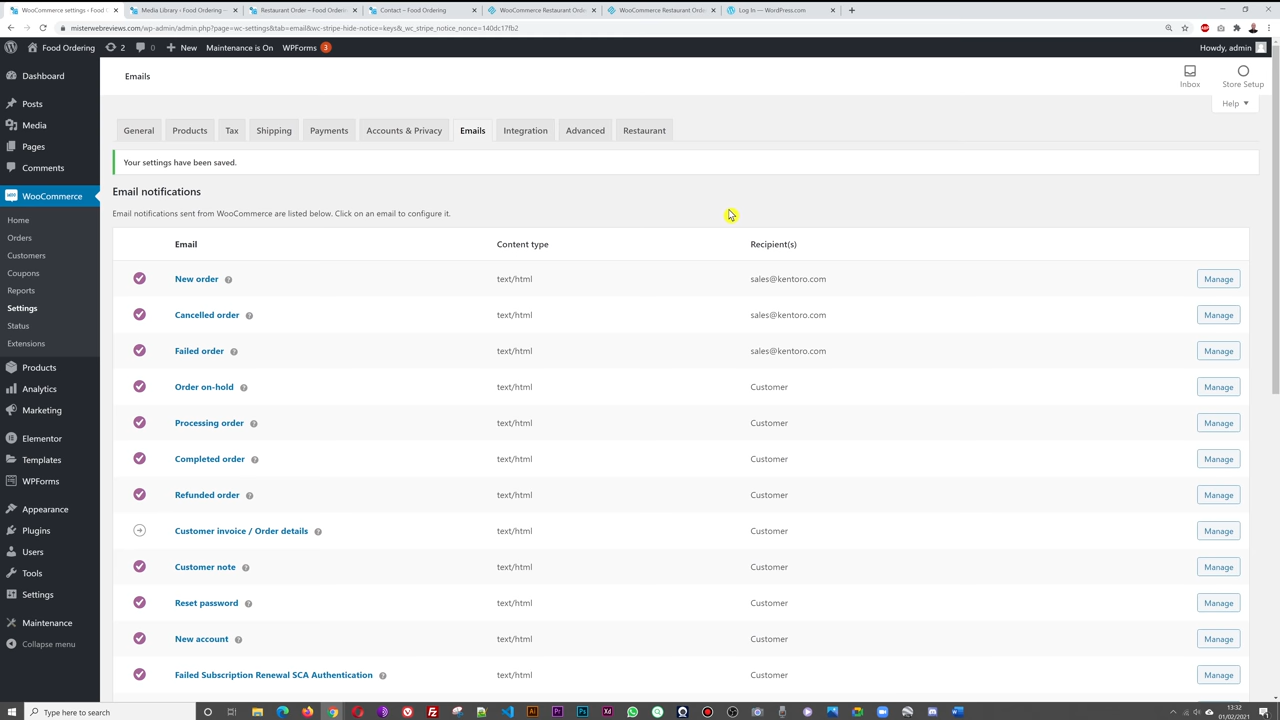 WooCommerce settings ‹ Food O
Media Library ‹ Food Ordering —
Restaurant Order – Food Ordering
Contact – Food Ordering
WooCommerce Restaurant Order
WooCommerce Restaurant Order
Log In — WordPress.com
misterwebreviews.com/wp-admin/admin.php?page=wc-settings&tab=email&wc-stripe-hide-notice=keys&_wc_stripe_notice_nonce=140dc17fb2
Food Ordering
2
0
New
Maintenance is On
WPForms
3
Howdy, admin
Dashboard
Posts
Media
Pages
Comments
WooCommerce
Home
Orders
Customers
Coupons
Reports
Settings
Status
Extensions
Products
Analytics
Marketing
Elementor
Templates
WPForms
Appearance
Plugins
Users
Tools
Settings
Maintenance
Collapse menu
Emails
Inbox
Store Setup
Help
General
Products
Tax
Shipping
Payments
Accounts & Privacy
Emails
Integration
Advanced
Restaurant
Your settings have been saved.
Email notifications
Email notifications sent from WooCommerce are listed below. Click on an email to configure it.
Email Content type Recipient(s)
New order text/html sales@kentoro.com Manage
Cancelled order text/html sales@kentoro.com Manage
Failed order text/html sales@kentoro.com Manage
Order on-hold text/html Customer Manage
Processing order text/html Customer Manage
Completed order text/html Customer Manage
Refunded order text/html Customer Manage
Customer invoice / Order details text/html Customer Manage
Customer note text/html Customer Manage
Reset password text/html Customer Manage
New account text/html Customer Manage
Failed Subscription Renewal SCA Authentication text/html Customer Manage
Type here to search
13:32
01/02/2021